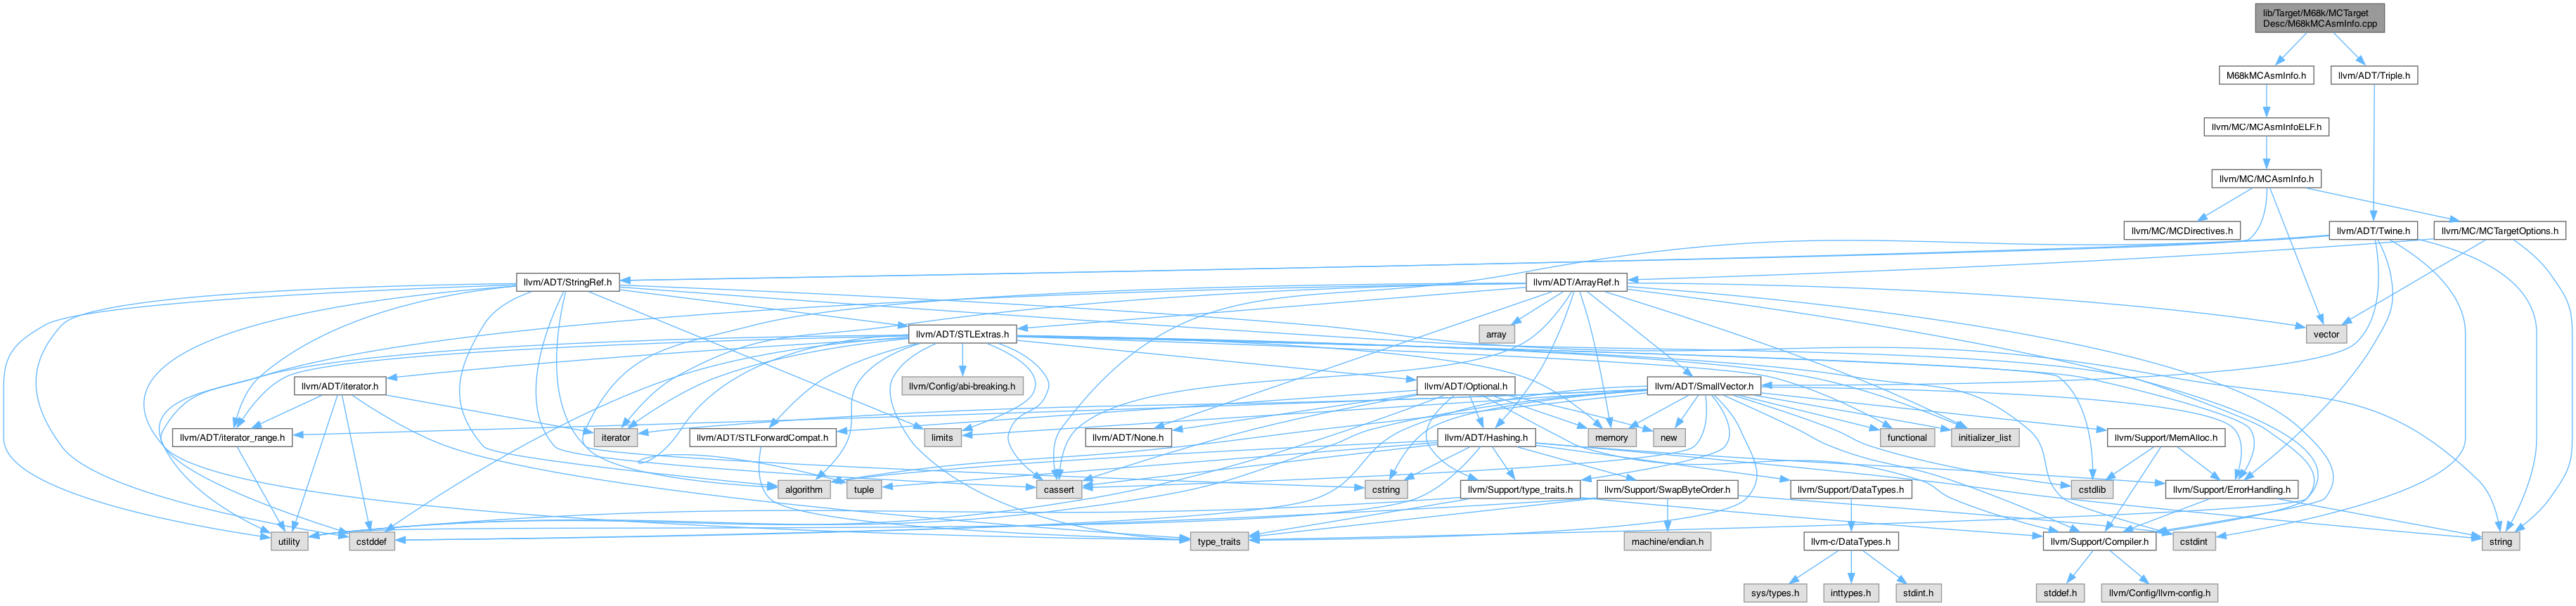 lib/Target/M68k/MCTarget
Desc/M68kMCAsmInfo.cpp
M68kMCAsmInfo.h
llvm/ADT/Triple.h
llvm/MC/MCAsmInfoELF.h
llvm/MC/MCAsmInfo.h
llvm/MC/MCDirectives.h
llvm/ADT/Twine.h
llvm/MC/MCTargetOptions.h
llvm/ADT/StringRef.h
llvm/ADT/ArrayRef.h
llvm/ADT/STLExtras.h
array
vector
llvm/ADT/iterator.h
llvm/Config/abi-breaking.h
llvm/ADT/Optional.h
llvm/ADT/SmallVector.h
llvm/ADT/iterator_range.h
iterator
llvm/ADT/STLForwardCompat.h
limits
llvm/ADT/None.h
llvm/ADT/Hashing.h
memory
new
functional
initializer_list
llvm/Support/MemAlloc.h
algorithm
tuple
cassert
cstring
llvm/Support/type_traits.h
llvm/Support/SwapByteOrder.h
llvm/Support/DataTypes.h
cstdlib
llvm/Support/ErrorHandling.h
utility
cstddef
type_traits
machine/endian.h
llvm-c/DataTypes.h
llvm/Support/Compiler.h
cstdint
string
sys/types.h
inttypes.h
stdint.h
stddef.h
llvm/Config/llvm-config.h